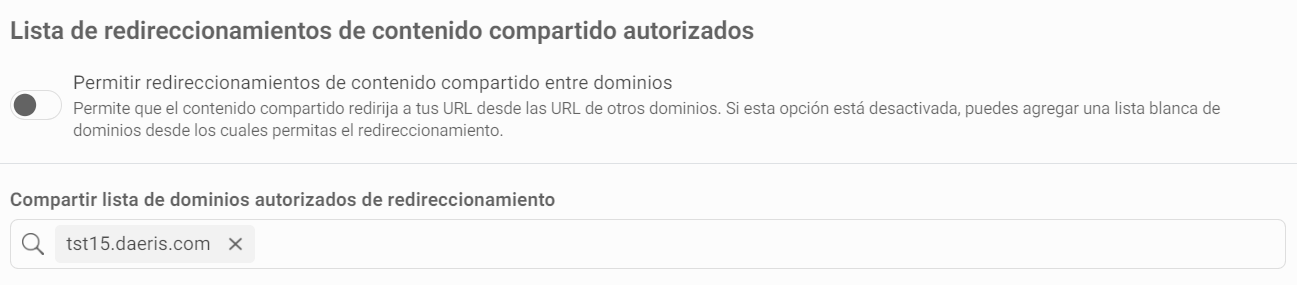 Lista de redireccionamientos de contenido compartido autorizados
Permitir redireccionamientos de contenido compartido entre dominios
Permite que el contenido compartido redirija a tus URL desde las URL de otros dominios. Si esta opción está desactivada, puedes agregar una lista blanca de
dominios desde los cuales permitas el redireccionamiento.
Compartir lista de dominios autorizados de redireccionamiento
tst15.daeris.com